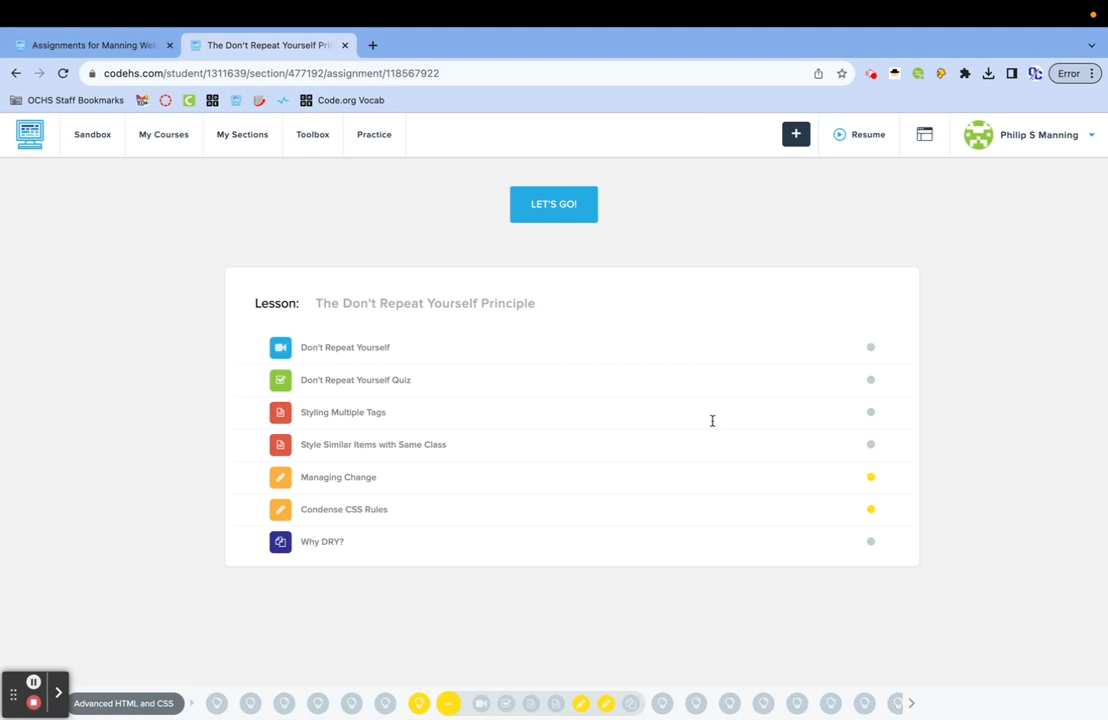 Assignments for Manning Web
The Don't Repeat Yourself Prin
codehs.com/student/1311639/section/477192/assignment/118567922
Error
OCHS Staff Bookmarks
Code.org Vocab
Sandbox
My Courses
My Sections
Toolbox
Practice
+
Resume
Philip S Manning
LET'S GO!
Lesson: The Don't Repeat Yourself Principle
Don't Repeat Yourself
Don't Repeat Yourself Quiz
Styling Multiple Tags
Style Similar Items with Same Class
Managing Change
Condense CSS Rules
Why DRY?
Advanced HTML and CSS